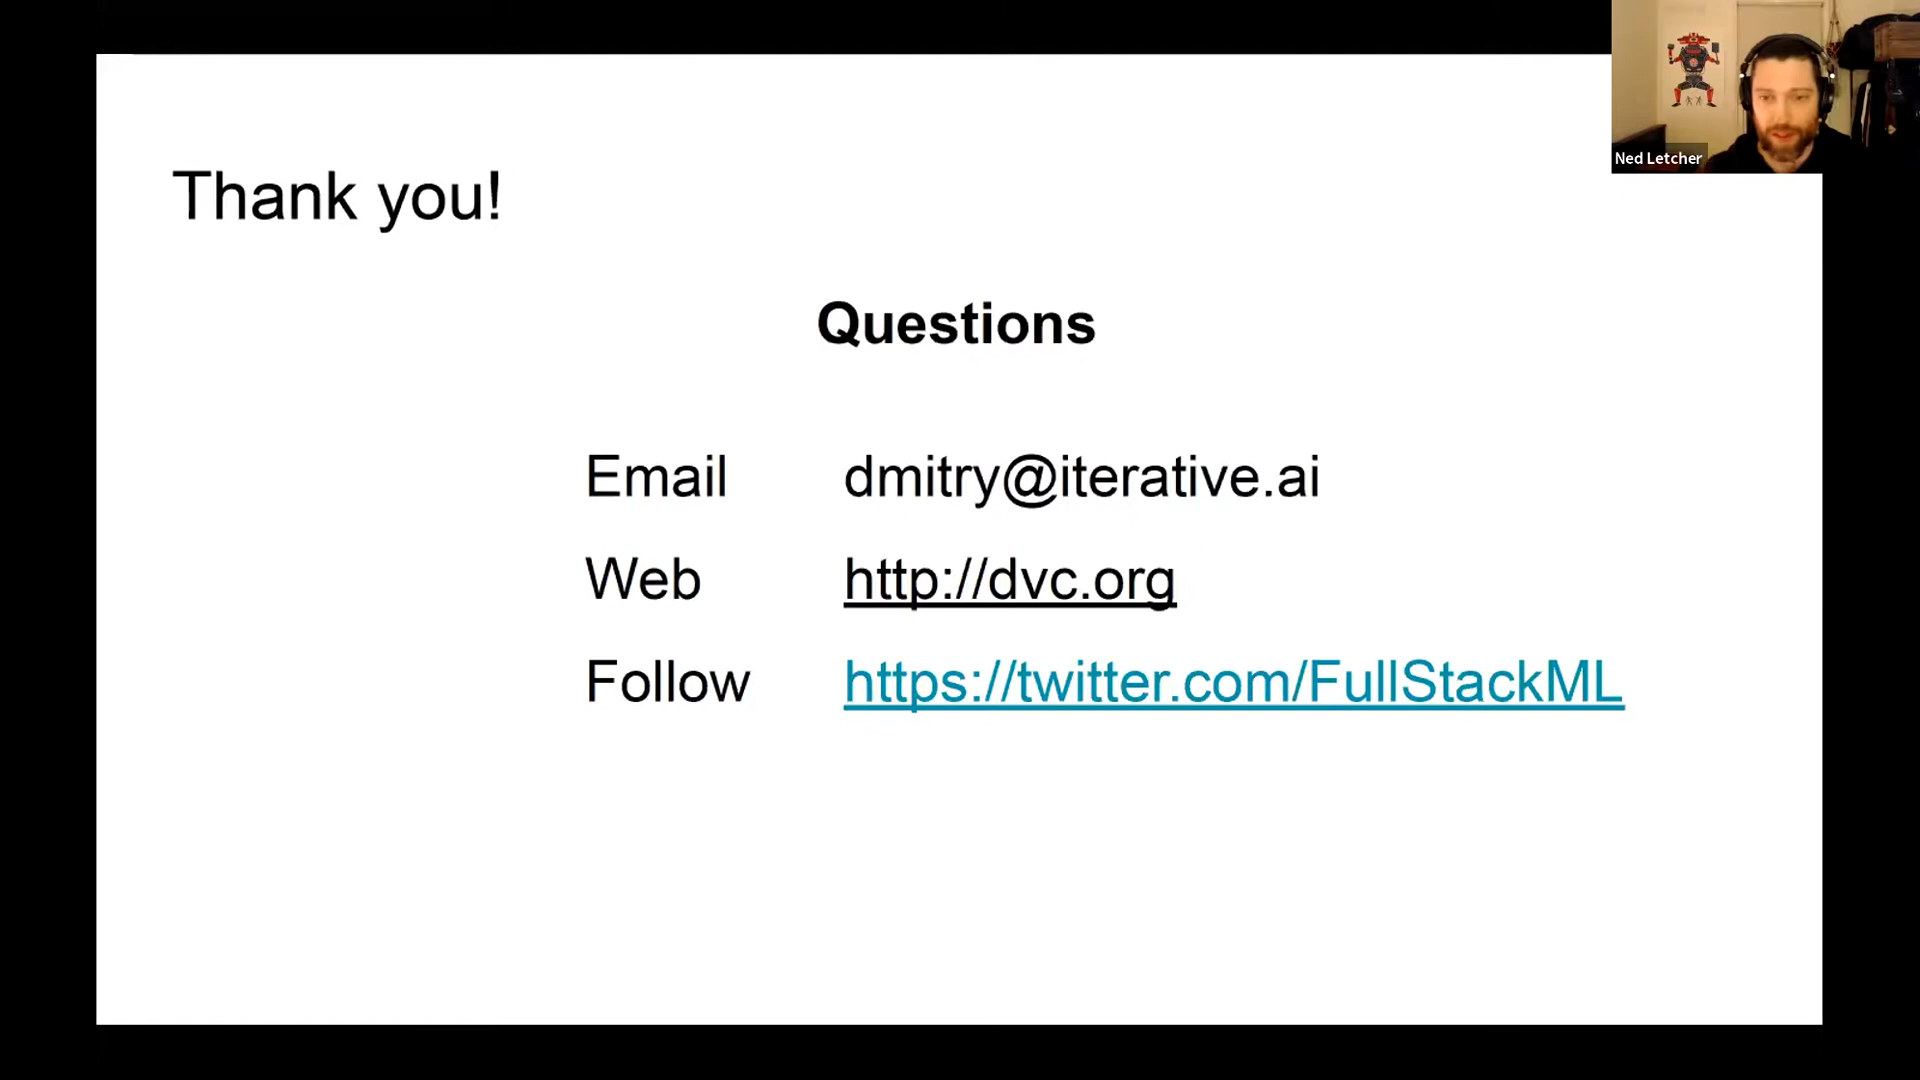 Ned Letcher
Thank you!
Questions
Email dmitry@iterative.ai
Web http://dvc.org
Follow https://twitter.com/FullStackML